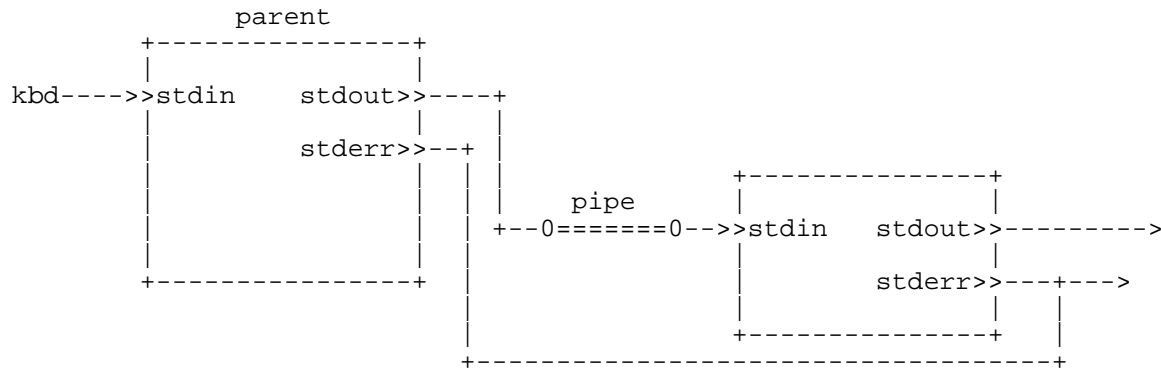 parent
kbd---->>stdin stdout>>----+
stderr>>--+
pipe
+--0=======0-->>stdin stdout>>--------->
stderr>>---+--->